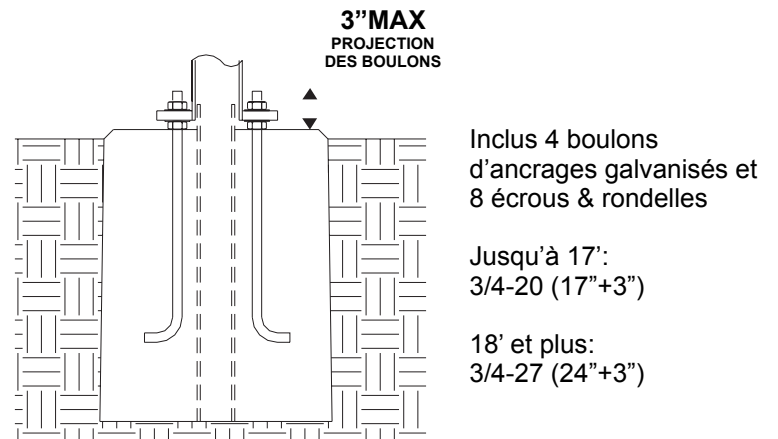 3”MAX
PROJECTION
DES BOULONS
Inclus 4 boulons
d’ancrages galvanisés et
8 écrous & rondelles
Jusqu’à 17’:
3/4-20 (17”+3”)
18’ et plus:
3/4-27 (24”+3”)